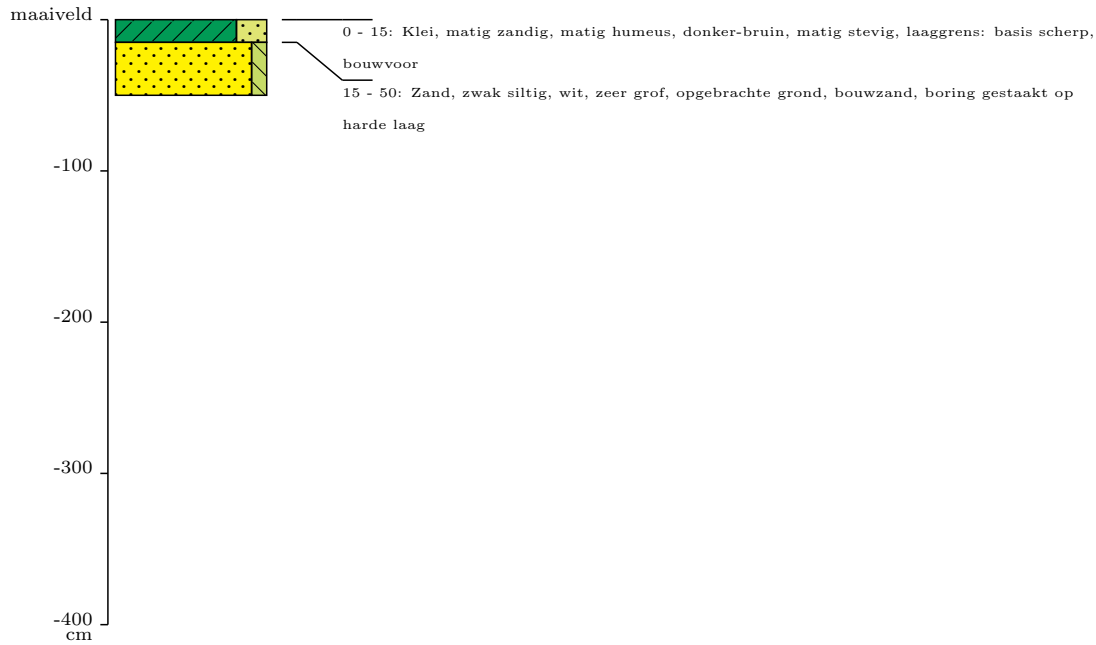 maaiveld
0 - 15: Klei, matig zandig, matig humeus, donker-bruin, matig stevig, laaggrens: basis scherp,
bouwvoor
15 - 50: Zand, zwak siltig, wit, zeer grof, opgebrachte grond, bouwzand, boring gestaakt op
harde laag
-100
-200
-300
-400
cm